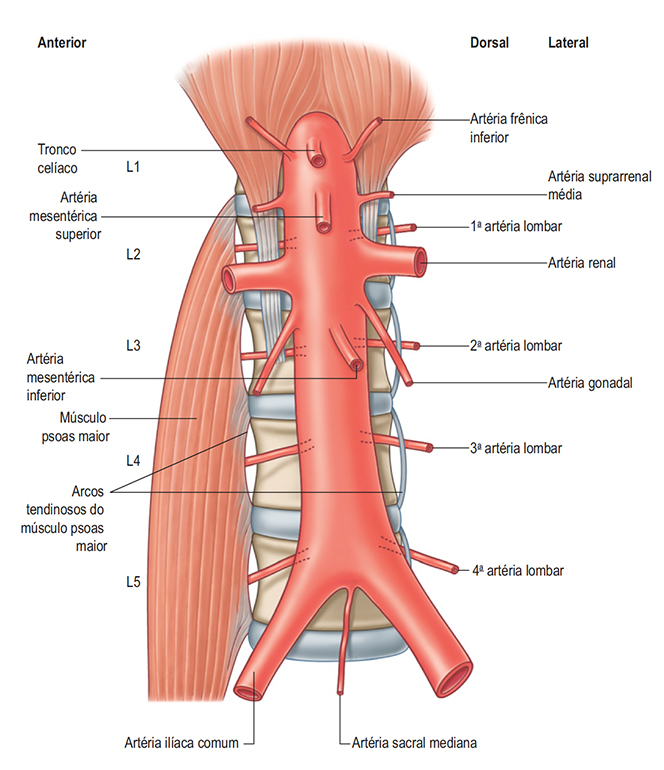 Anterior
Dorsal
Lateral
Tronco
celíaco
L1
Artéria
mesentérica
superior
L2
L3
Artéria
mesentérica
inferior
Músculo
psoas maior
L4
Arcos
tendinosos do
músculo psoas
maior
L5
Artéria frênica
inferior
Artéria suprarrenal
média
1ª artéria lombar
Artéria renal
2ª artéria lombar
Artéria gonadal
3ª artéria lombar
4ª artéria lombar
Artéria ilíaca comum
Artéria sacral mediana